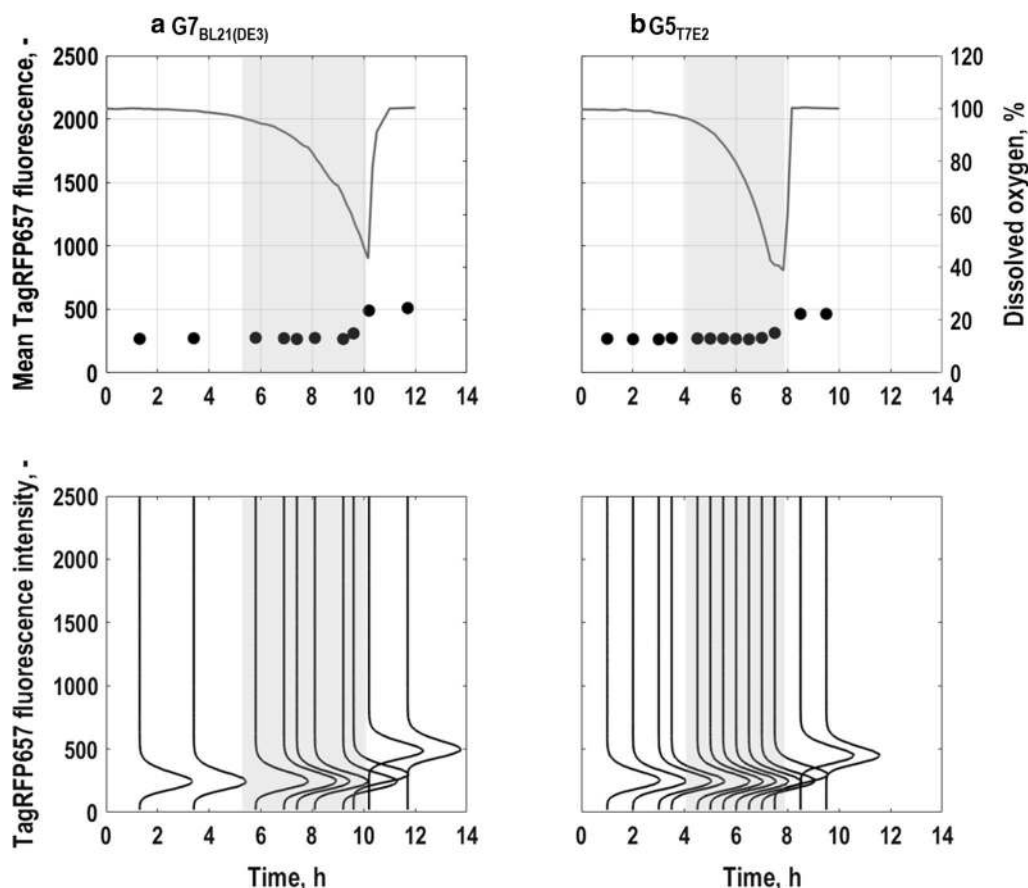 a G7BL21(DE3)
b G5T7E2
Mean TagRFP657 fluorescence, -
2500
2000
1500
1000
500
0
0 2 4 6 8 10 12 14
0 2 4 6 8 10 12 14
120
100
80
60
40
20
0
Dissolved oxygen, %
TagRFP657 fluorescence intensity, -
2500
2000
1500
1000
500
0
0 2 4 6 8 10 12 14
0 2 4 6 8 10 12 14
Time, h
Time, h